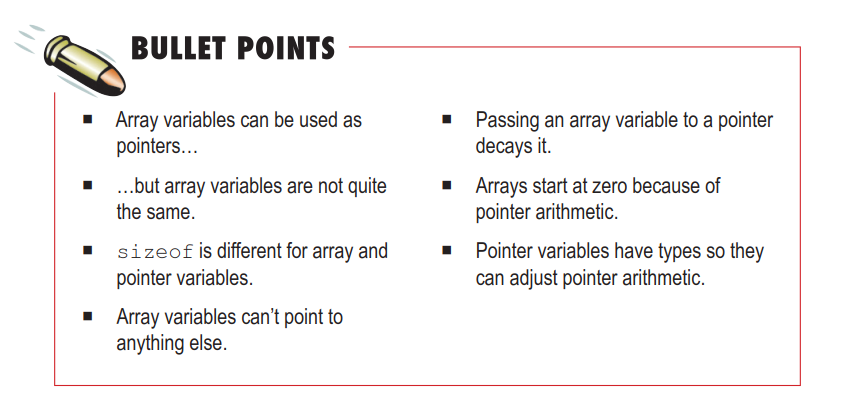 BULLET POINTS
■ Array variables can be used as
pointers…
■ …but array variables are not quite
the same.
■ sizeof is different for array and
pointer variables.
■ Array variables can’t point to
anything else.
■ Passing an array variable to a pointer
decays it.
■ Arrays start at zero because of
pointer arithmetic.
■ Pointer variables have types so they
can adjust pointer arithmetic.